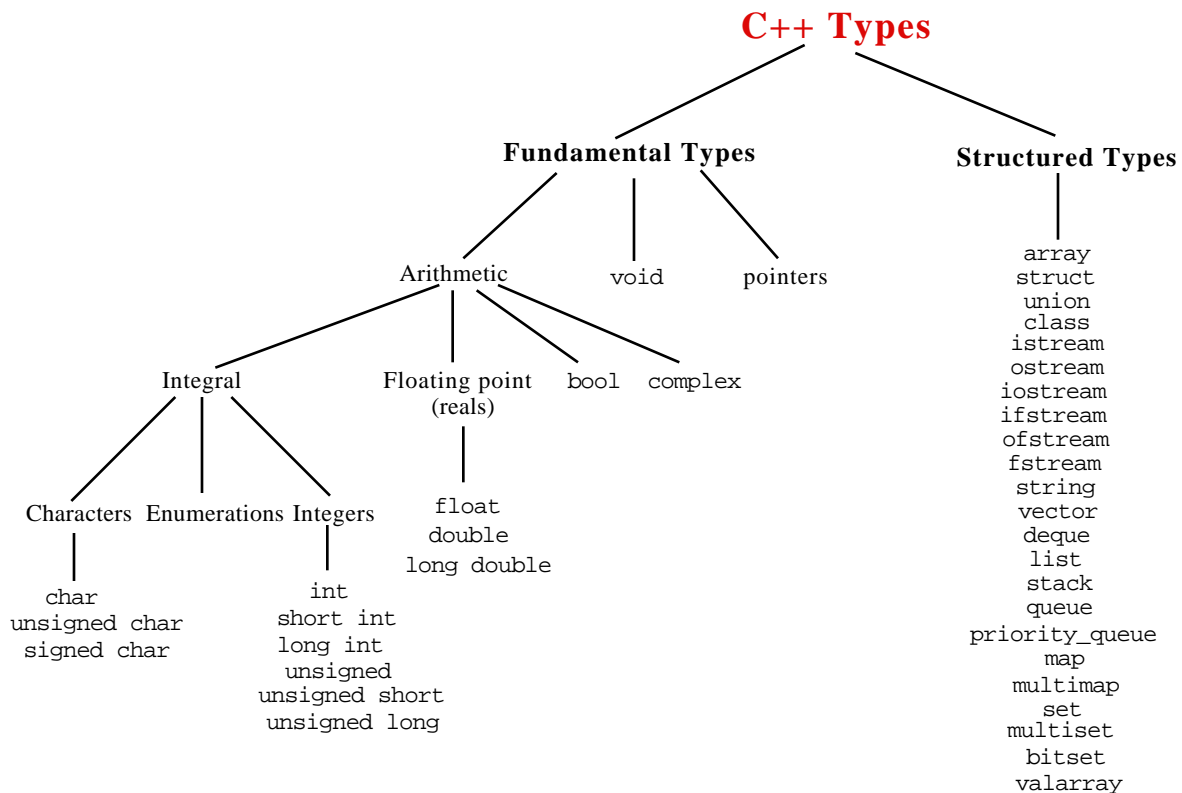 C++ Types
Fundamental Types
Structured Types
Arithmetic
void
pointers
Integral
Floating point
(reals)
bool
complex
Characters
Enumerations
Integers
char
unsigned char
signed char
int
short int
long int
unsigned
unsigned short
unsigned long
float
double
long double
array
struct
union
class
istream
ostream
iostream
ifstream
ofstream
fstream
string
vector
deque
list
stack
queue
priority_queue
map
multimap
set
multiset
bitset
valarray